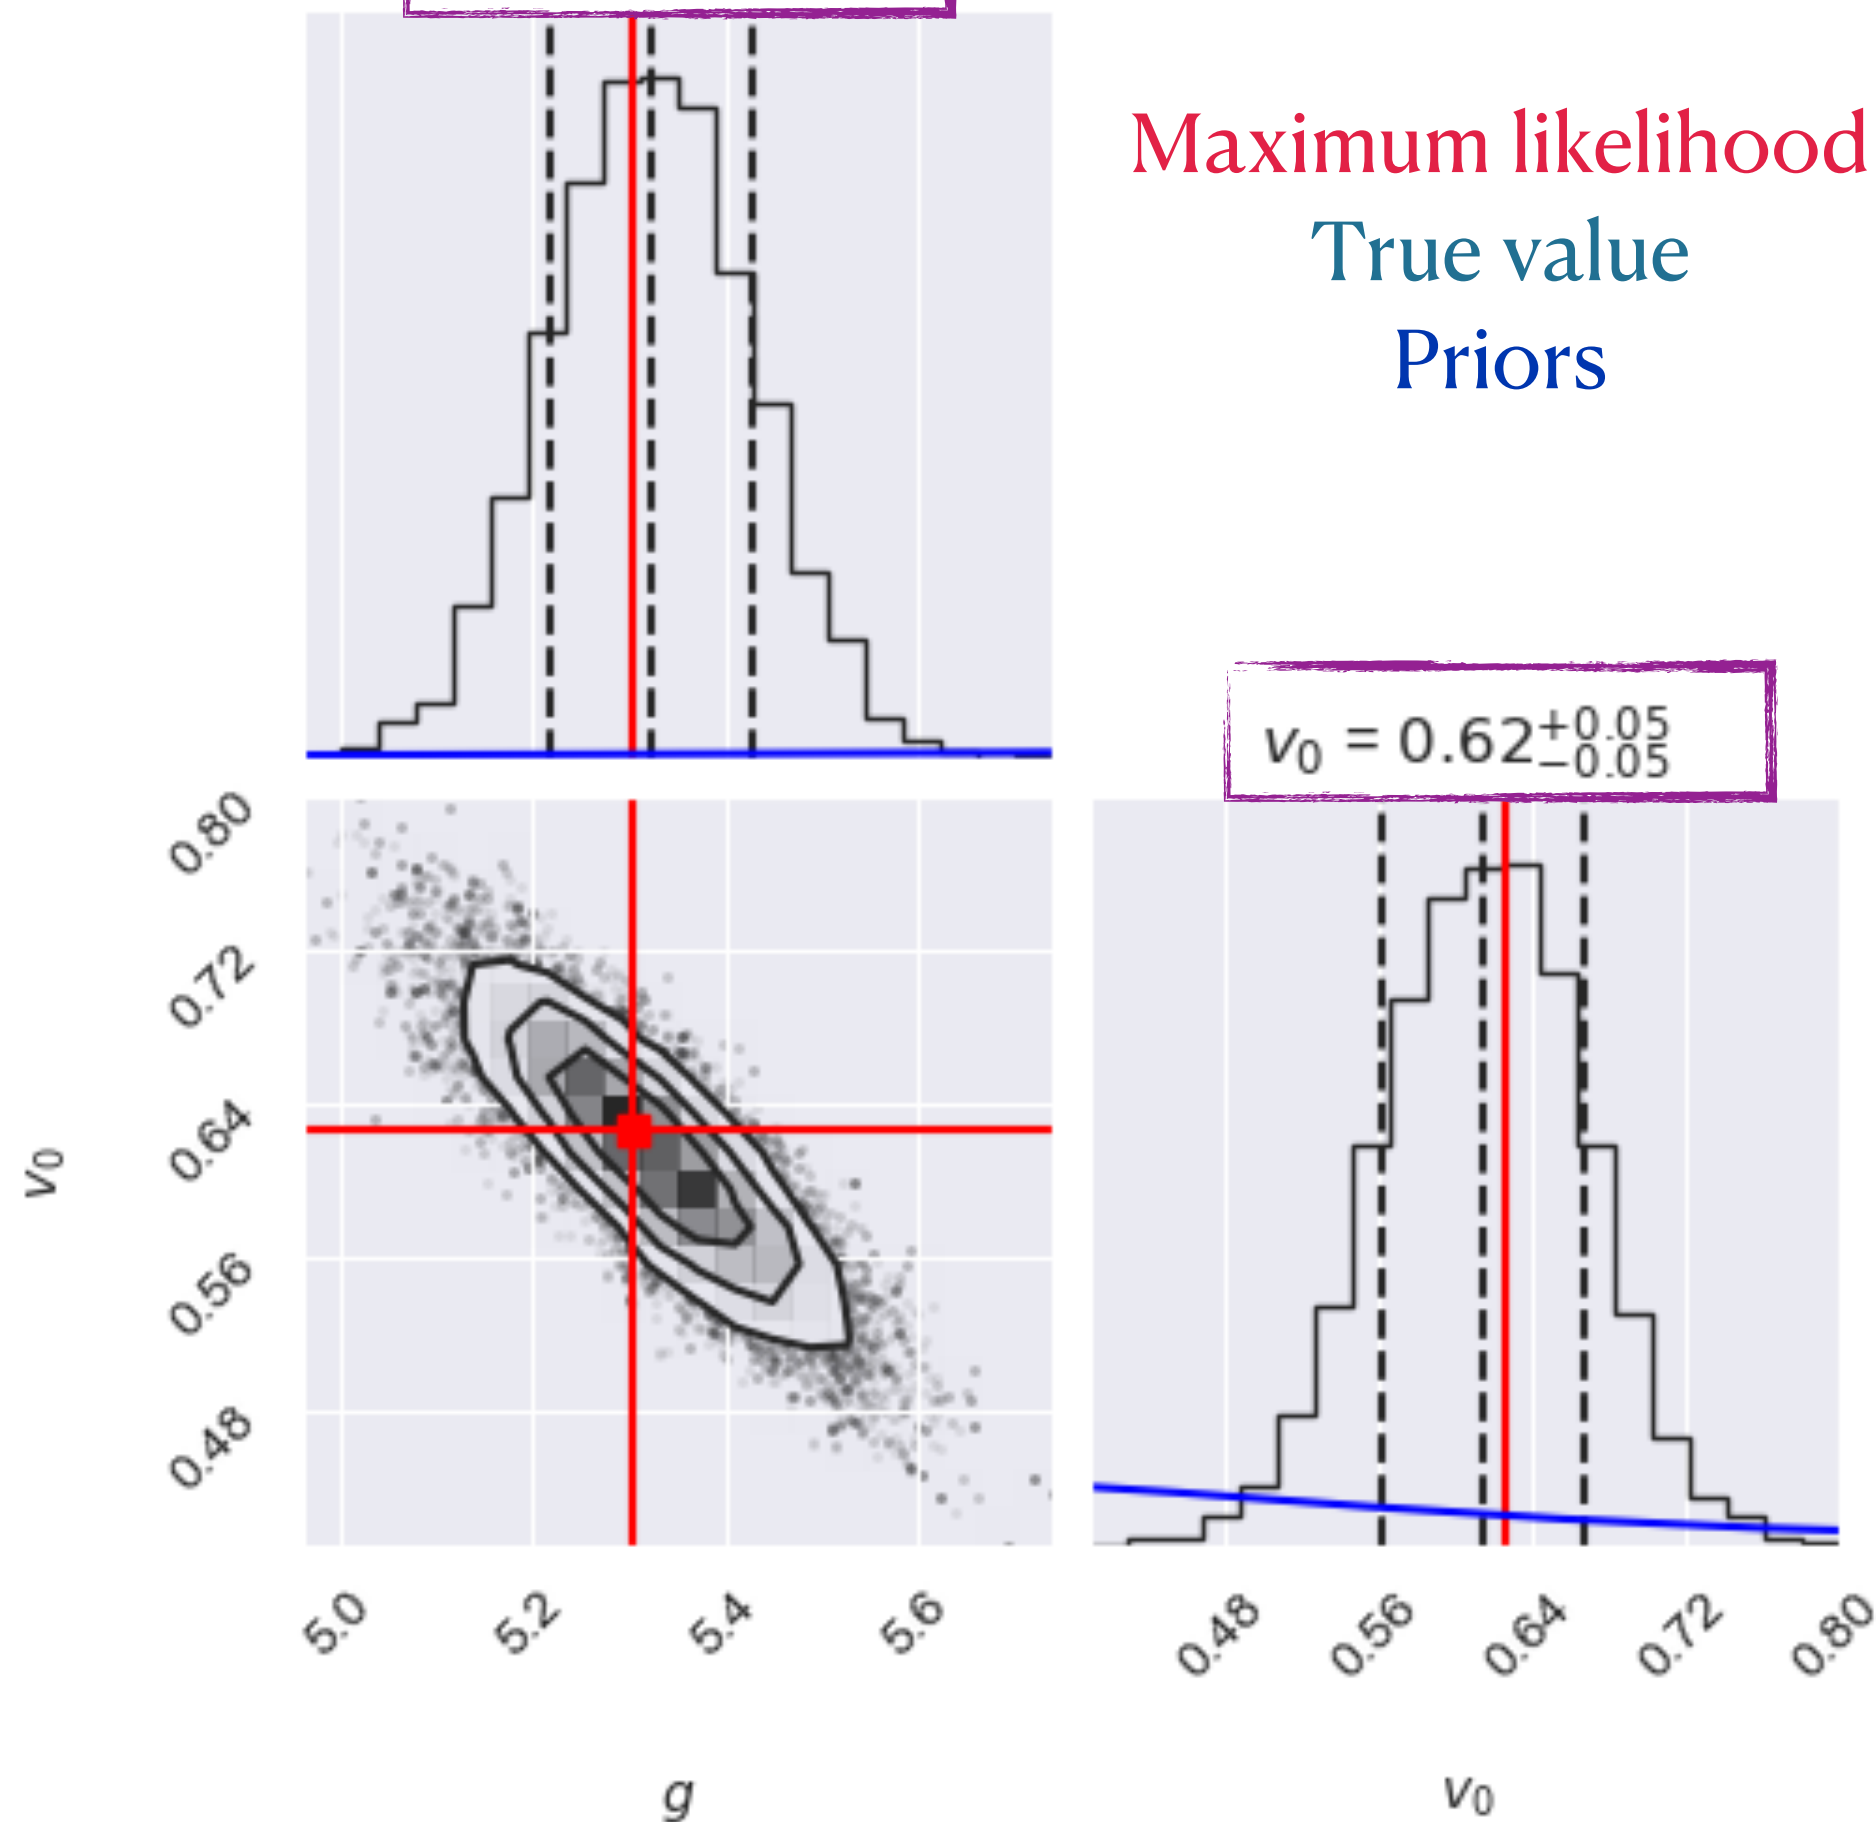 Maximum likelihood
True value
Priors
v₀ = 0.62 +0.05 −0.05
0.80
0.72
0.64
0.56
0.48
v₀
5.0 5.2 5.4 5.6
0.48 0.56 0.64 0.72 0.80
g
v₀